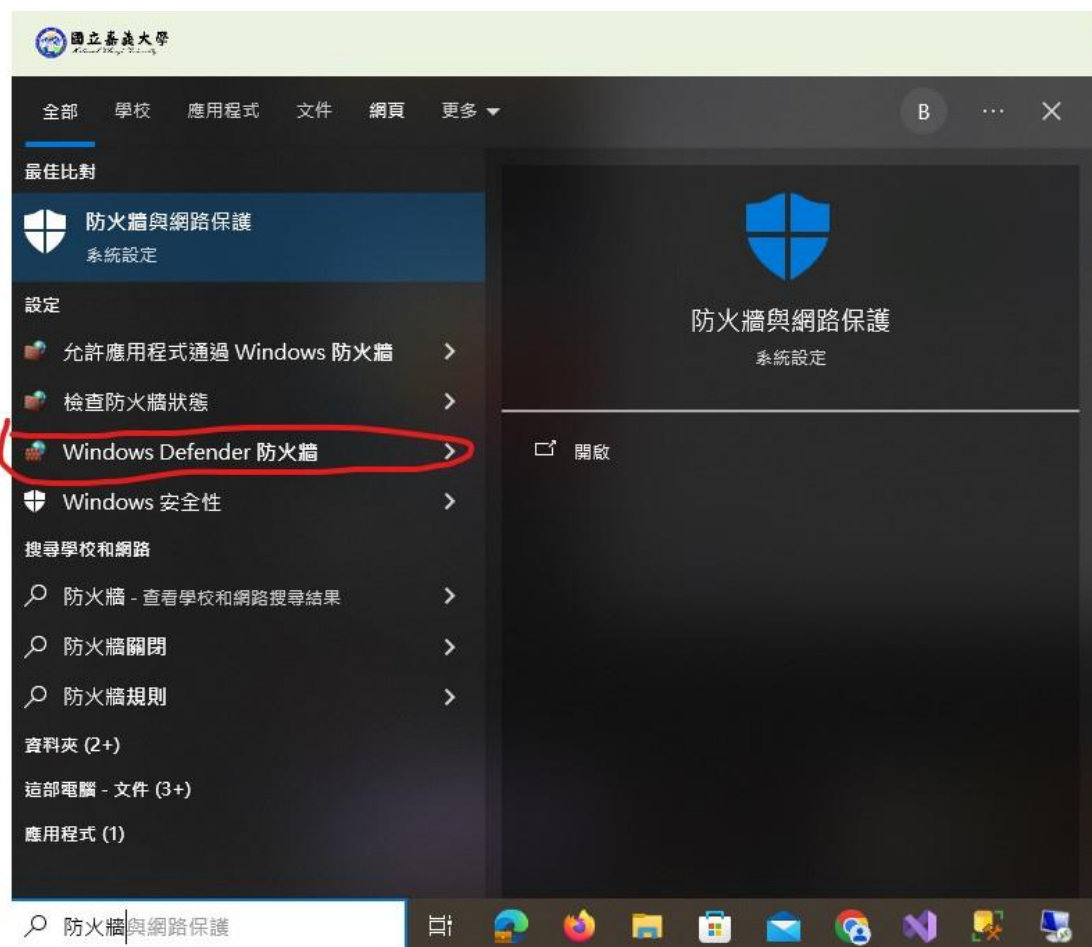 國立嘉義大學
全部 學校 應用程式 文件 網頁 更多 B ...
最佳比對
防火牆與網路保護
系統設定
防火牆與網路保護
系統設定
開啟
設定
允許應用程式通過 Windows 防火牆
檢查防火牆狀態
Windows Defender 防火牆
Windows 安全性
搜尋學校和網路
防火牆 - 查看學校和網路搜尋結果
防火牆關閉
防火牆規則
資料夾 (2+)
這部電腦 - 文件 (3+)
應用程式 (1)
防火牆與網路保護